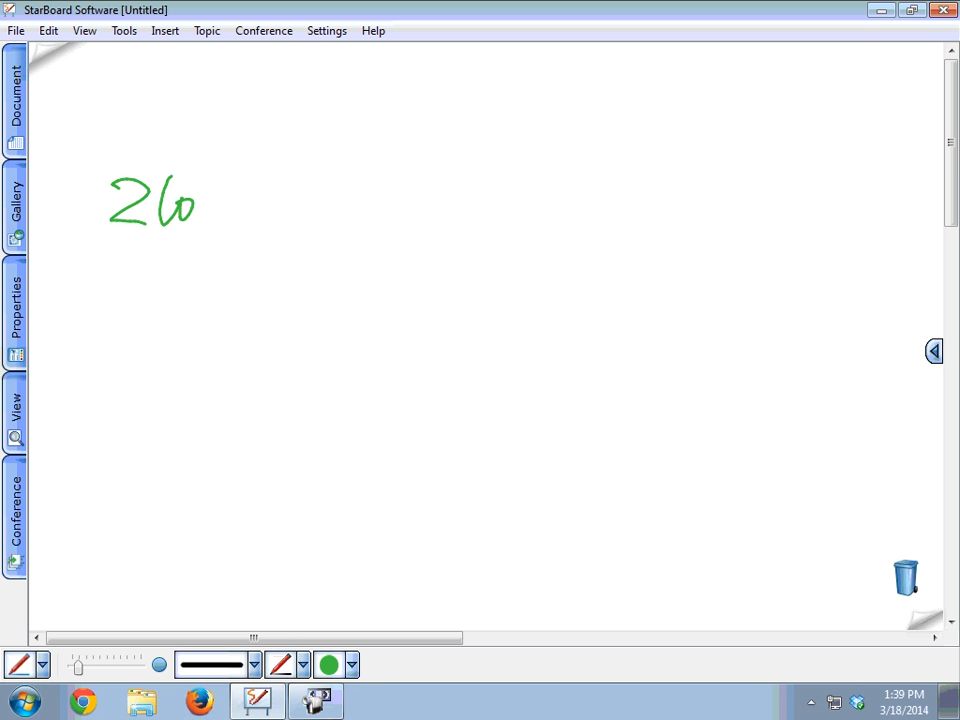 StarBoard Software [Untitled]
File Edit View Tools Insert Topic Conference Settings Help
Document
Gallery
Properties
View
Conference
26
1:39 PM
3/18/2014